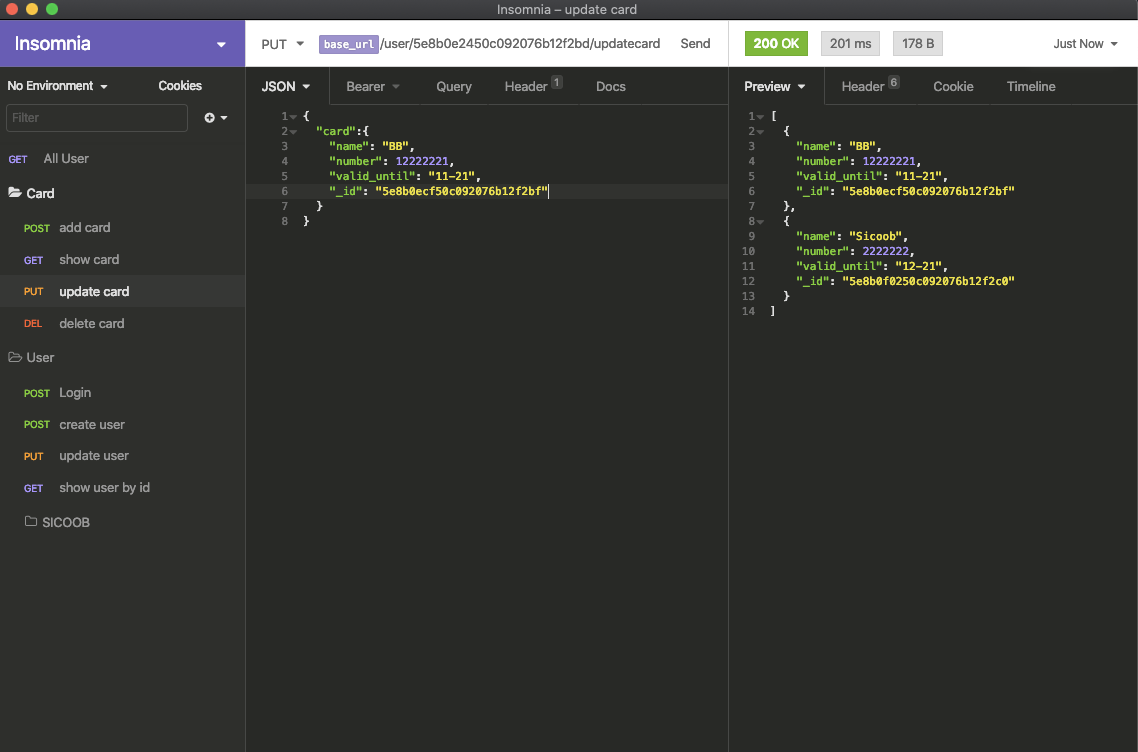 Insomnia – update card
Insomnia
PUT base_url/user/5e8b0e2450c092076b12f2bd/updatecard Send
200 OK 201 ms 178 B Just Now
No Environment Cookies
Filter
GET All User
Card
POST add card
GET show card
PUT update card
DEL delete card
User
POST Login
POST create user
PUT update user
GET show user by id
SICOOB
JSON Bearer Query Header 1 Docs
1 {
2 "card":{
3 "name": "BB",
4 "number": 12222221,
5 "valid_until": "11-21",
6 "_id": "5e8b0ecf50c092076b12f2bf"
7 }
8 }
Preview Header 6 Cookie Timeline
1 [
2 {
3 "name": "BB",
4 "number": 12222221,
5 "valid_until": "11-21",
6 "_id": "5e8b0ecf50c092076b12f2bf"
7 },
8 {
9 "name": "Sicoob",
10 "number": 2222222,
11 "valid_until": "12-21",
12 "_id": "5e8b0f0250c092076b12f2c0"
13 }
14 ]